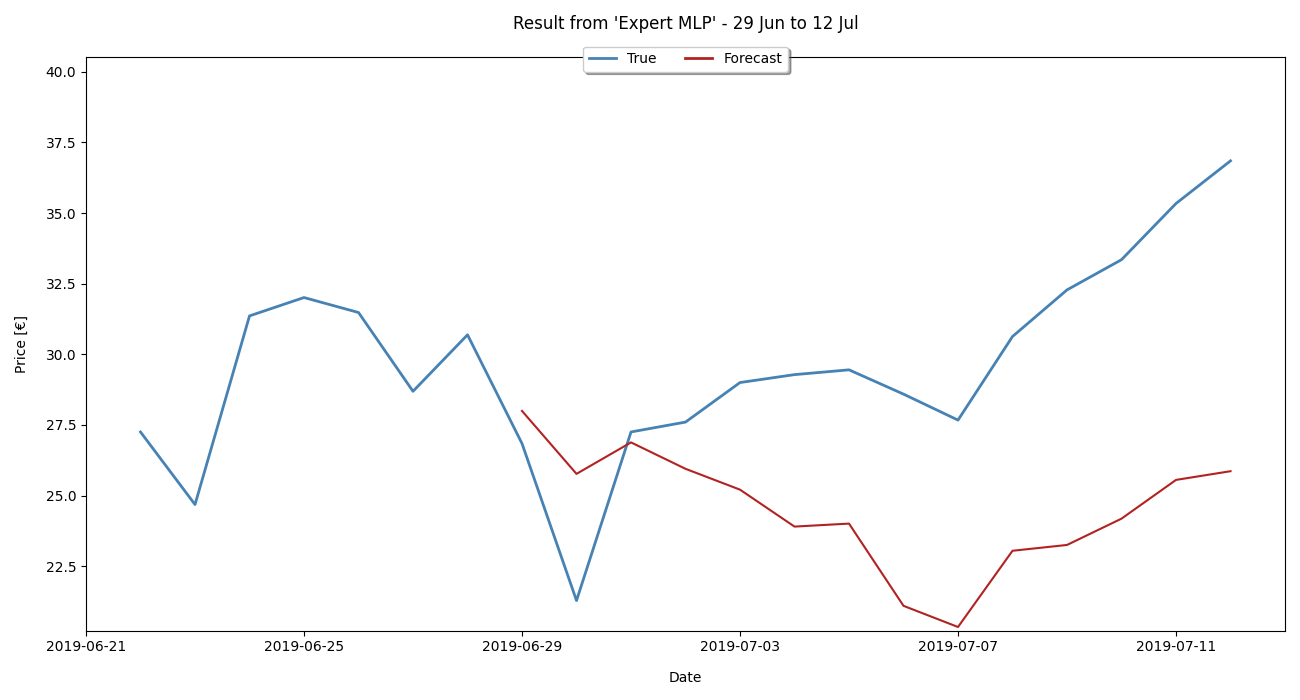 Result from 'Expert MLP' - 29 Jun to 12 Jul
True Forecast
40.0
37.5
35.0
32.5
30.0
27.5
25.0
22.5
Price [€]
2019-06-21 2019-06-25 2019-06-29 2019-07-03 2019-07-07 2019-07-11
Date